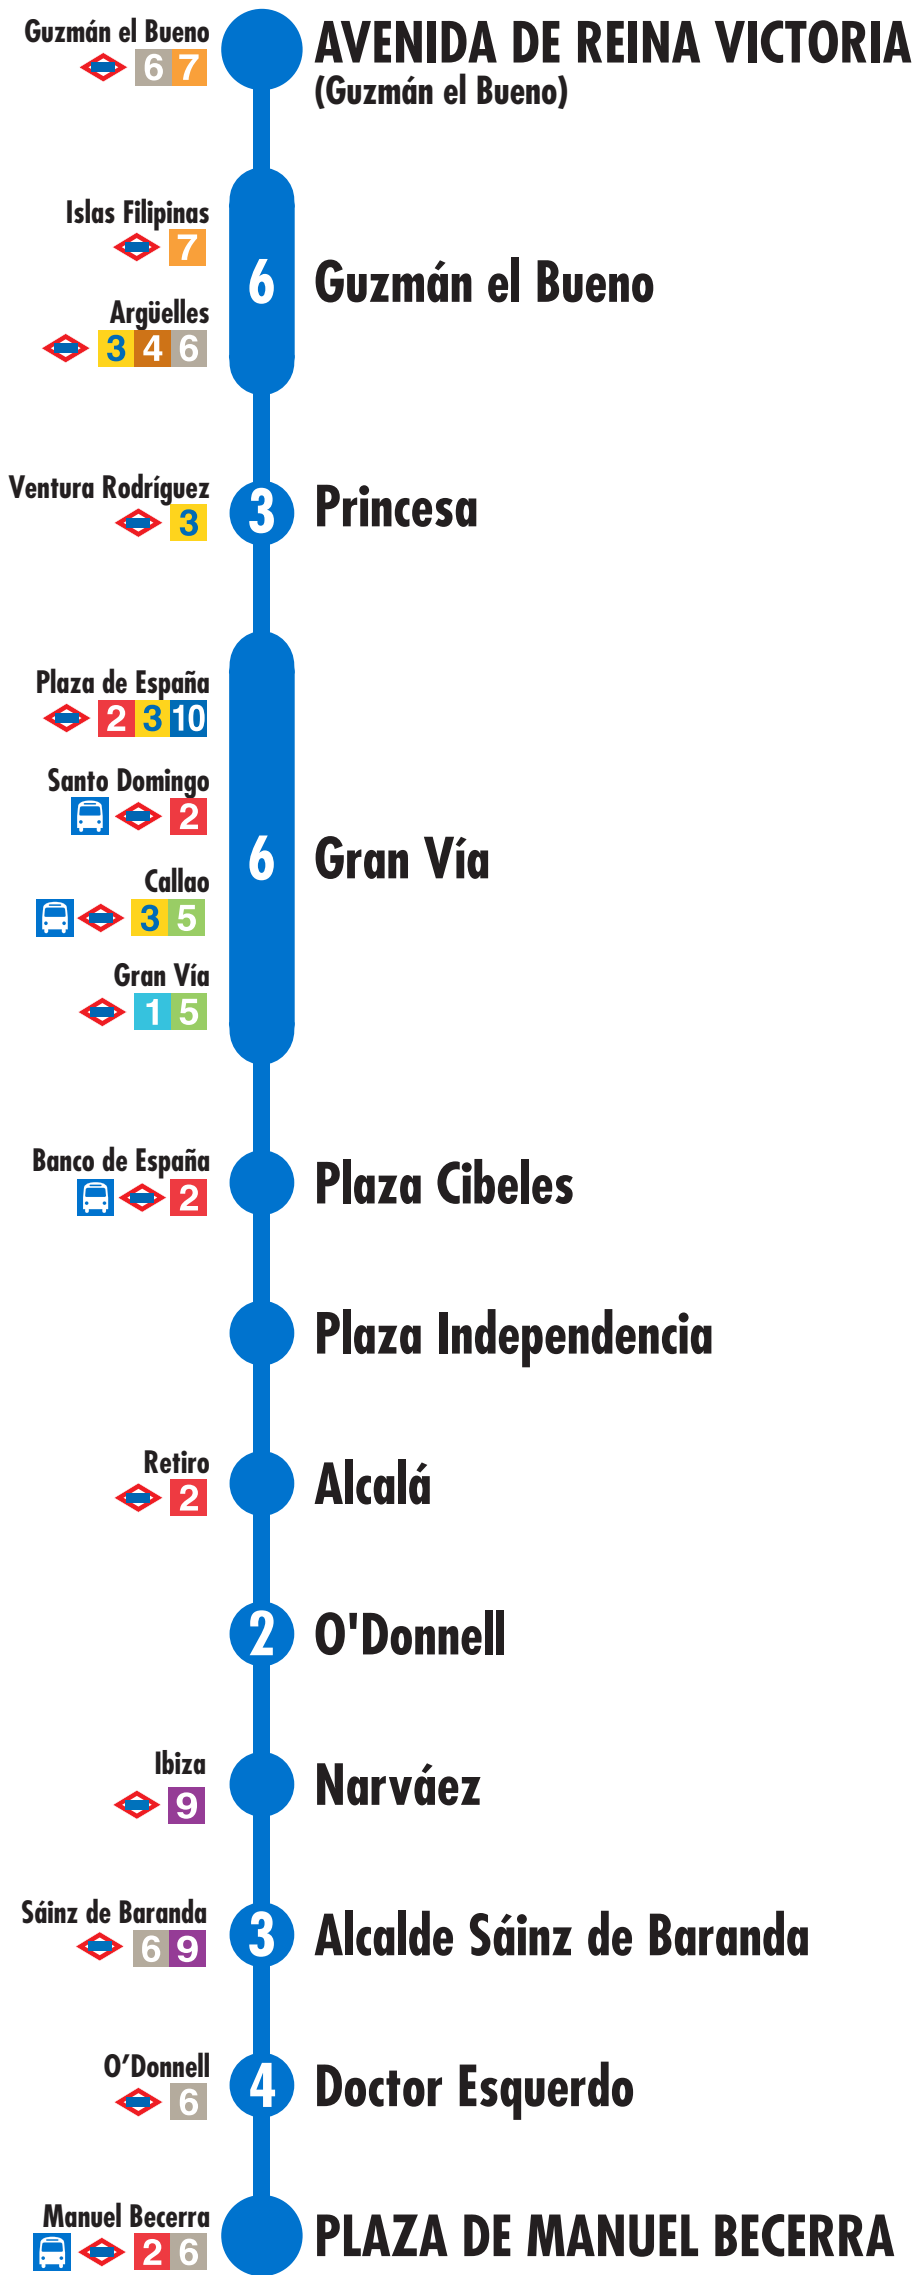 Guzmán el Bueno
6 7
AVENIDA DE REINA VICTORIA
(Guzmán el Bueno)
Islas Filipinas
7
6
Guzmán el Bueno
Argüelles
3 4 6
Ventura Rodríguez
3
3
Princesa
Plaza de España
2 3 10
Santo Domingo
2
6
Gran Vía
Callao
3 5
Gran Vía
1 5
Banco de España
2
Plaza Cibeles
Plaza Independencia
Retiro
2
Alcalá
2
O'Donnell
Ibiza
9
Narváez
Sáinz de Baranda
6 9
3
Alcalde Sáinz de Baranda
O’Donnell
6
4
Doctor Esquerdo
Manuel Becerra
2 6
PLAZA DE MANUEL BECERRA